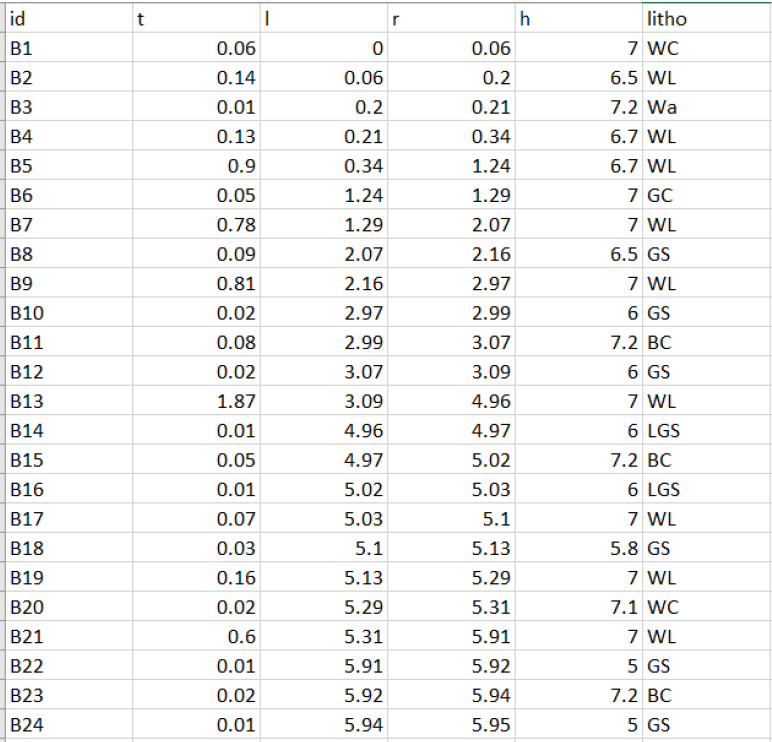 id t l r h litho
B1 0.06 0 0.06 7 WC
B2 0.14 0.06 0.2 6.5 WL
B3 0.01 0.2 0.21 7.2 Wa
B4 0.13 0.21 0.34 6.7 WL
B5 0.9 0.34 1.24 6.7 WL
B6 0.05 1.24 1.29 7 GC
B7 0.78 1.29 2.07 7 WL
B8 0.09 2.07 2.16 6.5 GS
B9 0.81 2.16 2.97 7 WL
B10 0.02 2.97 2.99 6 GS
B11 0.08 2.99 3.07 7.2 BC
B12 0.02 3.07 3.09 6 GS
B13 1.87 3.09 4.96 7 WL
B14 0.01 4.96 4.97 6 LGS
B15 0.05 4.97 5.02 7.2 BC
B16 0.01 5.02 5.03 6 LGS
B17 0.07 5.03 5.1 7 WL
B18 0.03 5.1 5.13 5.8 GS
B19 0.16 5.13 5.29 7 WL
B20 0.02 5.29 5.31 7.1 WC
B21 0.6 5.31 5.91 7 WL
B22 0.01 5.91 5.92 5 GS
B23 0.02 5.92 5.94 7.2 BC
B24 0.01 5.94 5.95 5 GS